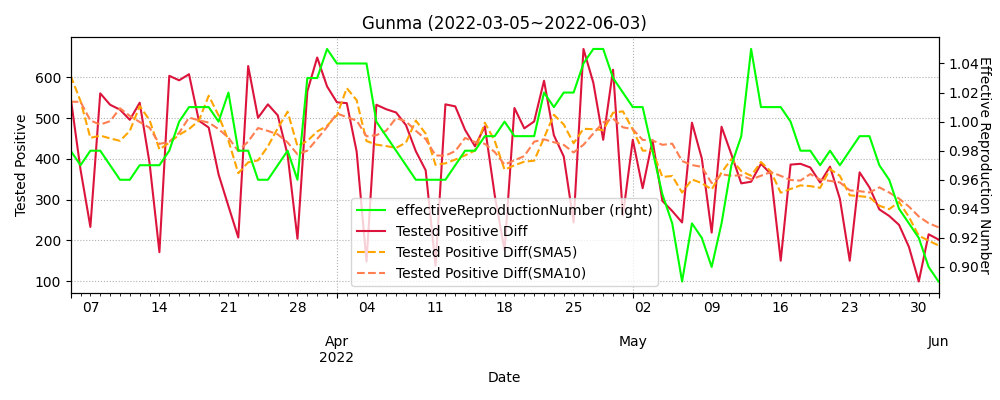 Gunma (2022-03-05~2022-06-03)
Tested Positive
600
500
400
300
200
100
1.04
1.02
1.00
0.98
0.96
0.94
0.92
0.90
Effective Reproduction Number
effectiveReproductionNumber (right)
Tested Positive Diff
Tested Positive Diff(SMA5)
Tested Positive Diff(SMA10)
07 14 21 28 04 11 18 25 02 09 16 23 30
Apr May Jun
2022
Date